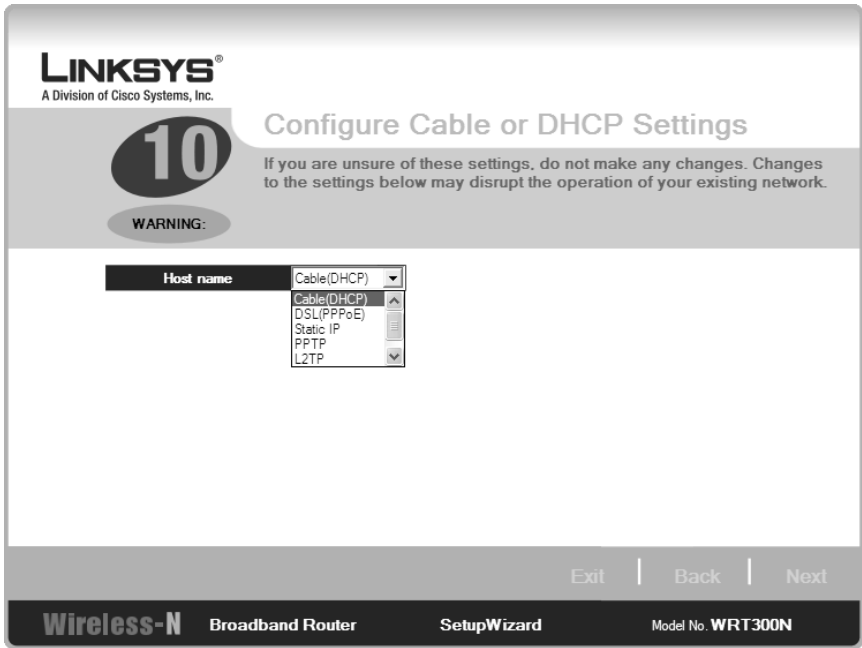 LINKSYS®
A Division of Cisco Systems, Inc.
10
WARNING:
Configure Cable or DHCP Settings
If you are unsure of these settings, do not make any changes. Changes
to the settings below may disrupt the operation of your existing network.
Host name
Cable(DHCP)
Cable(DHCP)
DSL(PPPoE)
Static IP
PPTP
L2TP
Exit Back Next
Wireless-N Broadband Router SetupWizard Model No. WRT300N